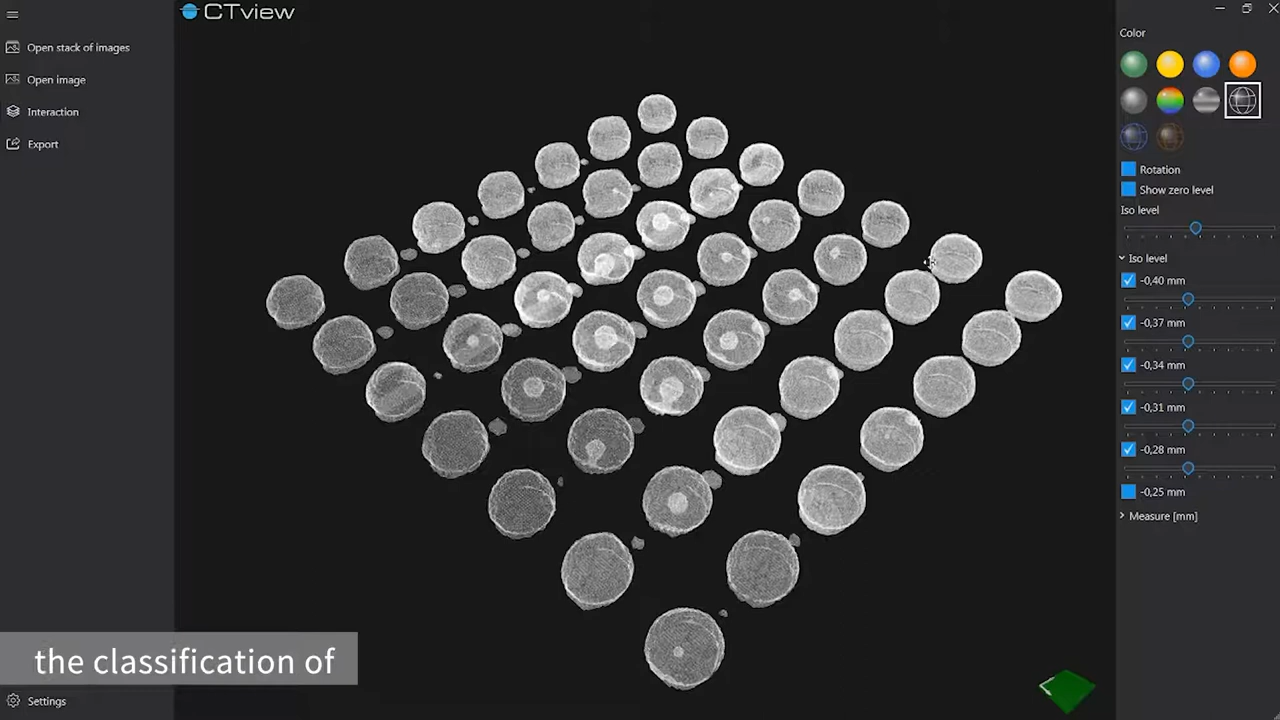 CTview
Open stack of images
Open image
Interaction
Export
Settings
Color
Rotation
Show zero level
Iso level
Iso level
-0,40 mm
-0,37 mm
-0,34 mm
-0,31 mm
-0,28 mm
-0,25 mm
Measure [mm]
the classification of